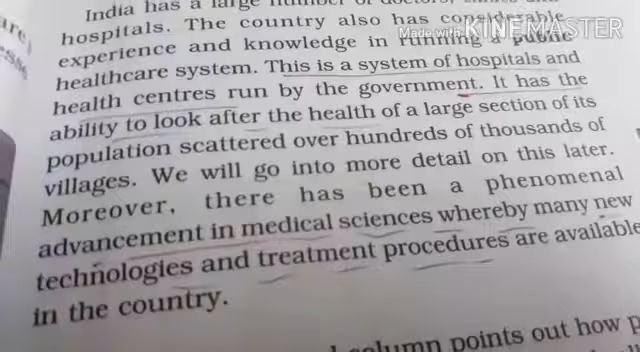 are)
India has a large number of doctors, clinics and
hospitals. The country also has considerable
Made with KINEMASTER
experience and knowledge in running a public
healthcare system. This is a system of hospitals and
health centres run by the government. It has the
ability to look after the health of a large section of its
population scattered over hundreds of thousands of
villages. We will go into more detail on this later.
Moreover, there has been a phenomenal
advancement in medical sciences whereby many new
technologies and treatment procedures are available
in the country.
column points out how